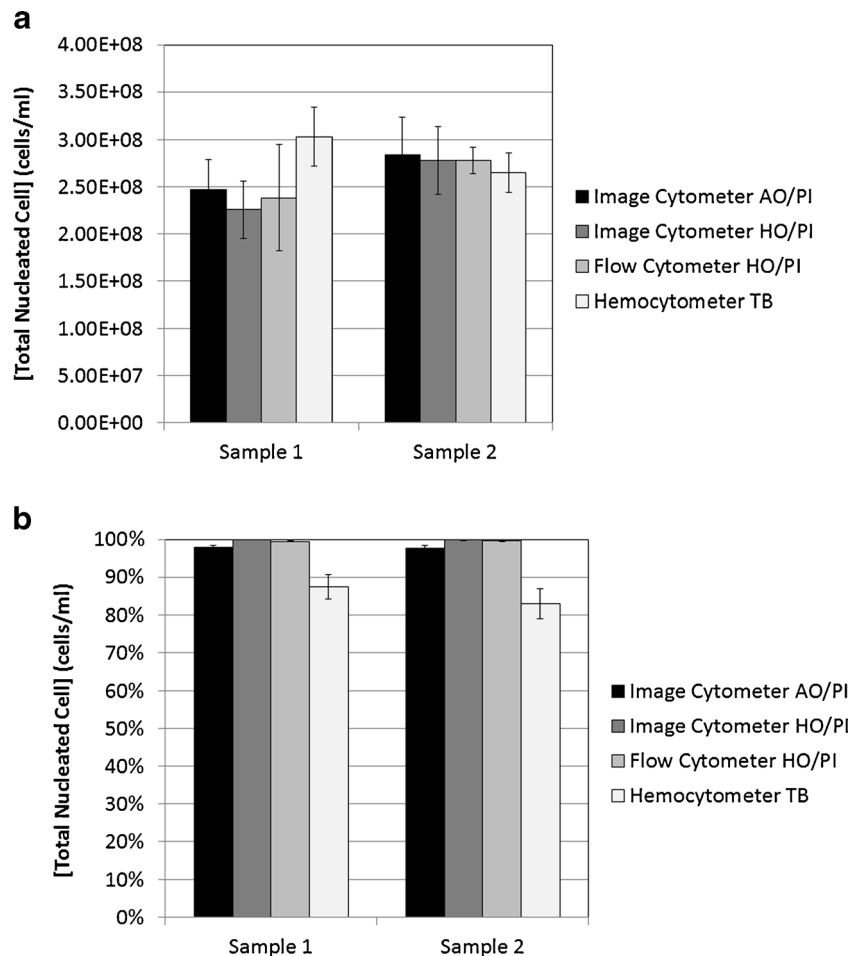 a
[Total Nucleated Cell] (cells/ml)
4.00E+08
3.50E+08
3.00E+08
2.50E+08
2.00E+08
1.50E+08
1.00E+08
5.00E+07
0.00E+00
Sample 1
Sample 2
Image Cytometer AO/PI
Image Cytometer HO/PI
Flow Cytometer HO/PI
Hemocytometer TB
b
[Total Nucleated Cell] (cells/ml)
100%
90%
80%
70%
60%
50%
40%
30%
20%
10%
0%
Sample 1
Sample 2
Image Cytometer AO/PI
Image Cytometer HO/PI
Flow Cytometer HO/PI
Hemocytometer TB